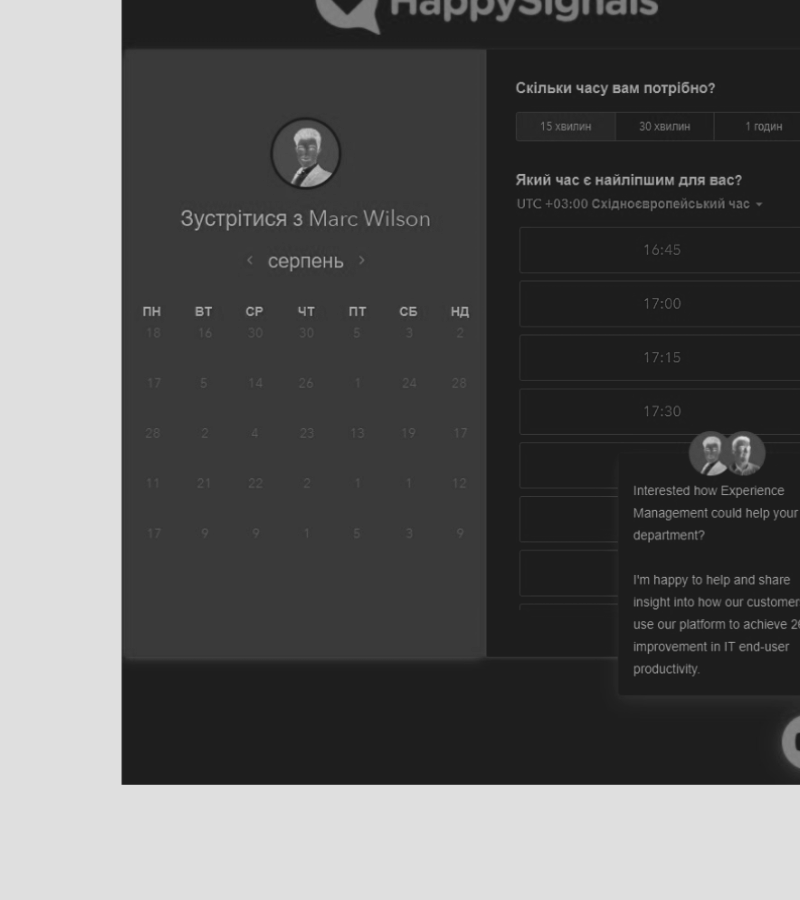 HappySignals
Зустрітися з Marc Wilson
серпень
ПН ВТ СР ЧТ ПТ СБ НД
18 16 30 30 5 3 2
17 5 14 26 1 24 28
28 2 4 23 13 19 17
11 21 22 2 1 1 12
17 9 9 1 5 3 9
Скільки часу вам потрібно?
15 хвилин 30 хвилин 1 годин
Який час є найліпшим для вас?
UTC +03:00 Східноєвропейський час
16:45
17:00
17:15
17:30
Interested how Experience
Management could help your
department?
I'm happy to help and share
insight into how our customer
use our platform to achieve 2
improvement in IT end-user
productivity.